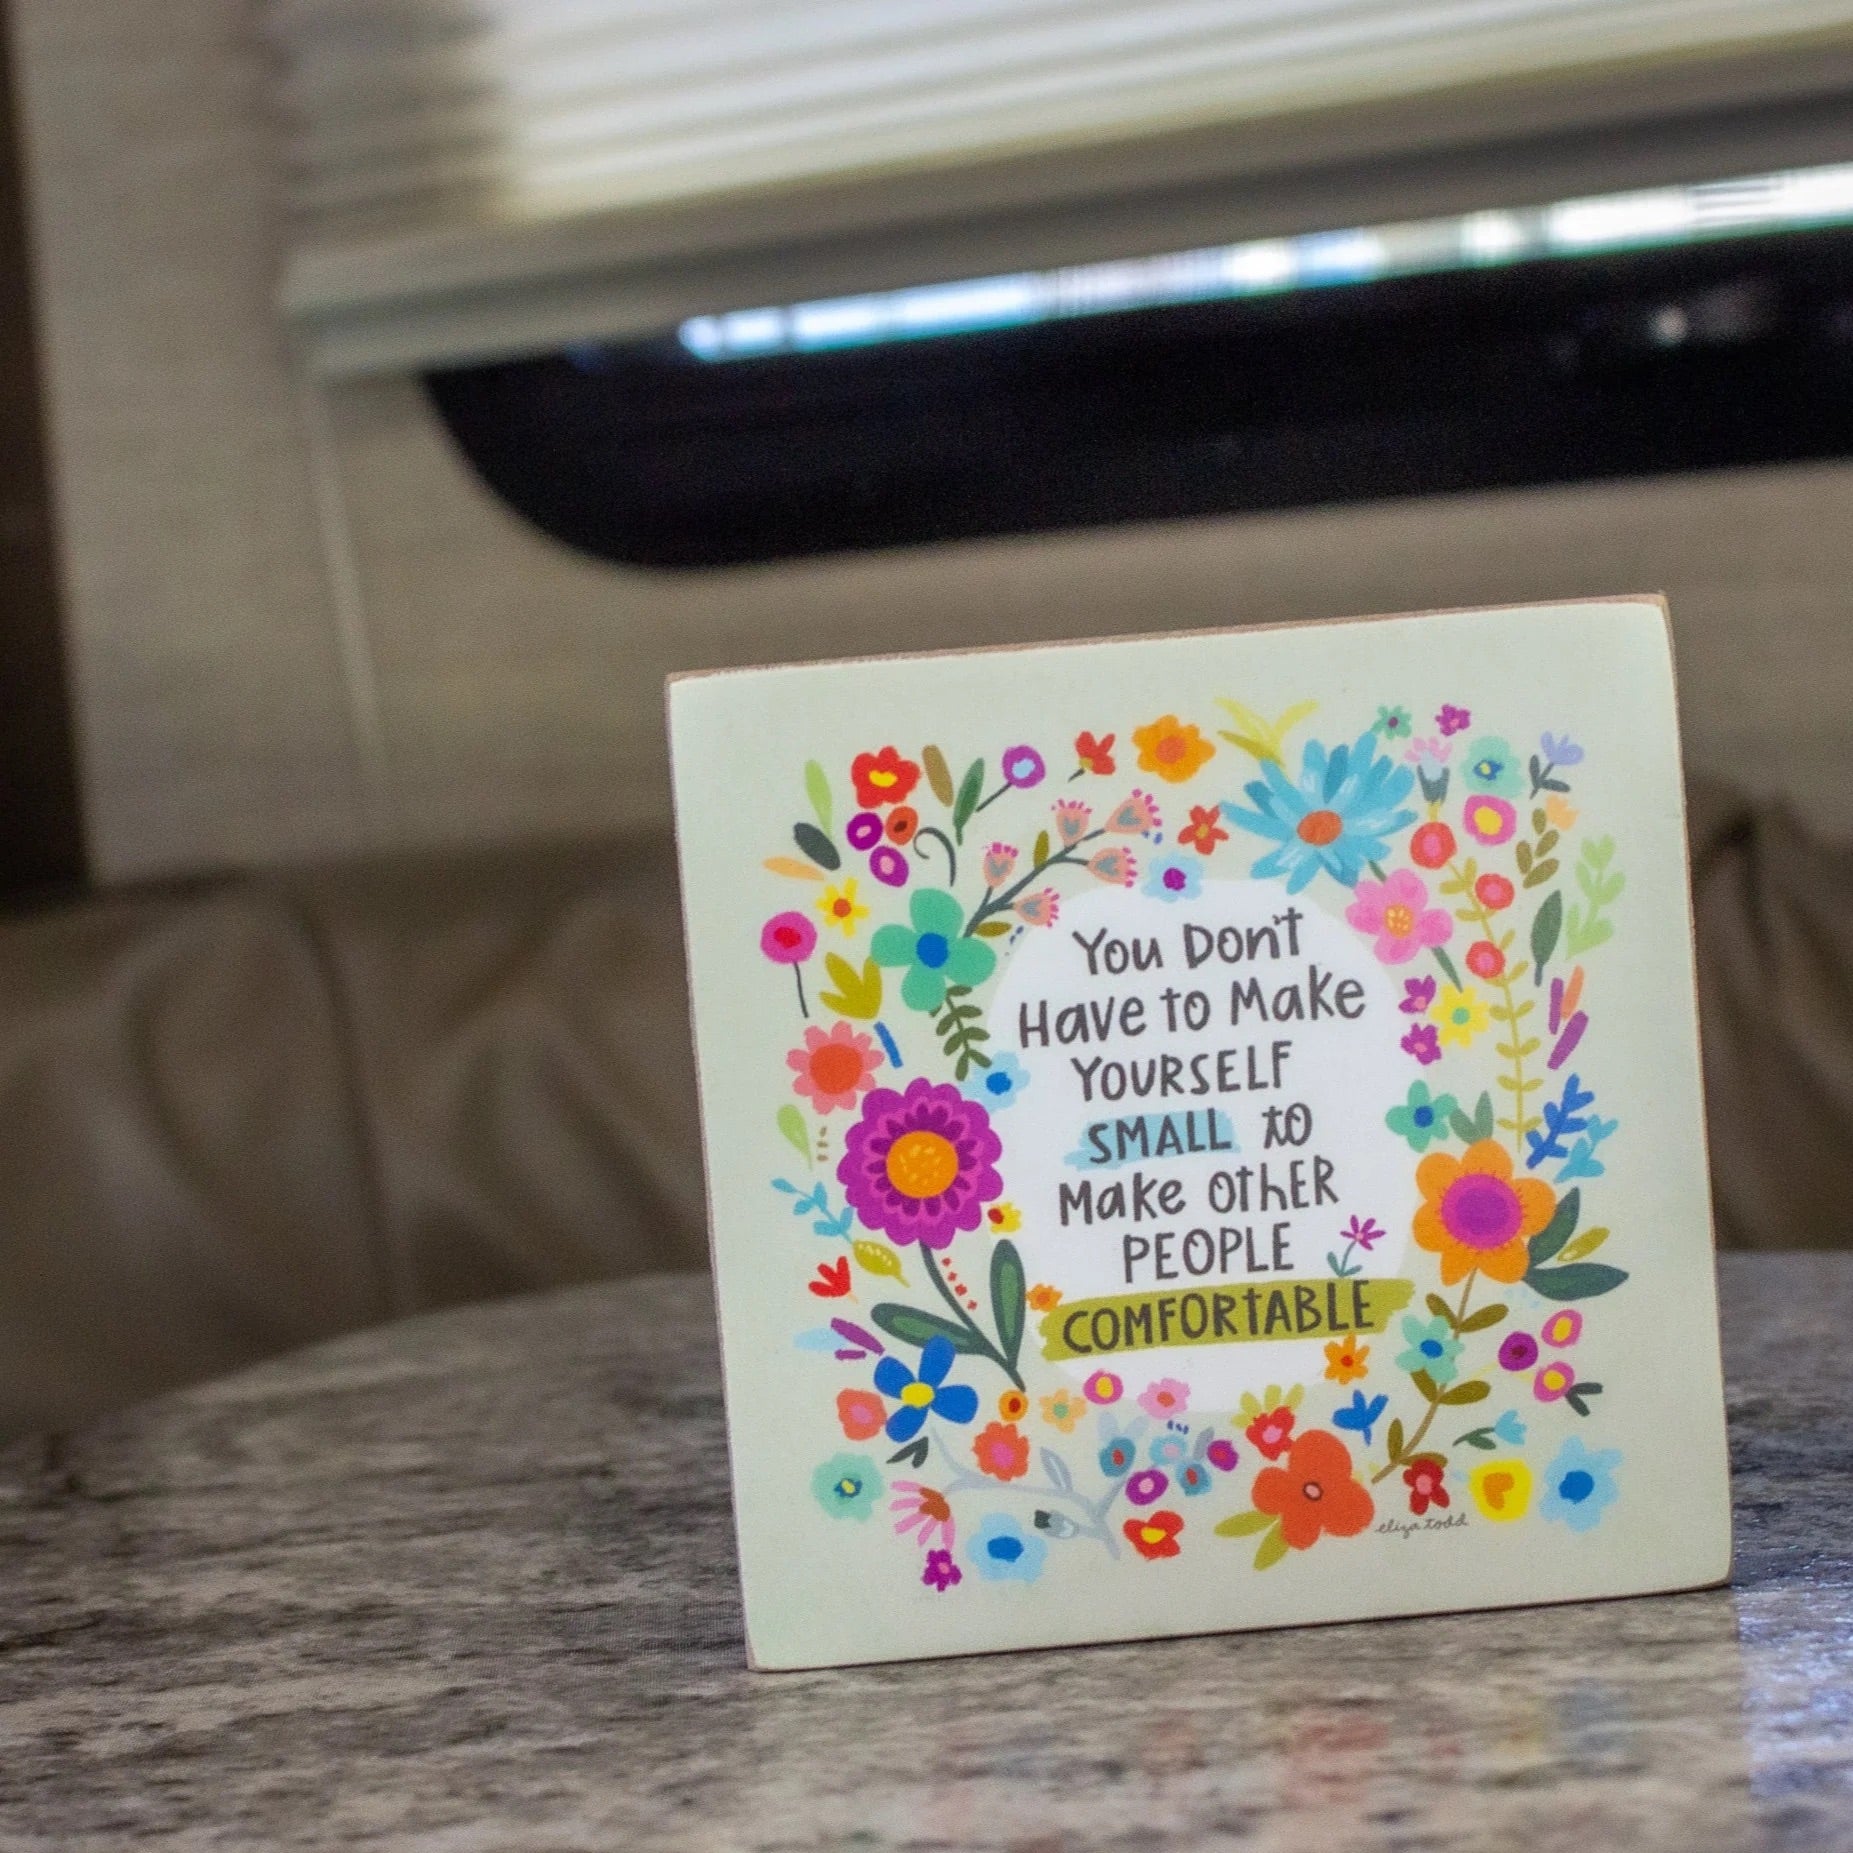 You Don't
Have to Make
YOURSELF
SMALL to
Make OthER
PEOPLE
COMFORtABLE
eliza todd